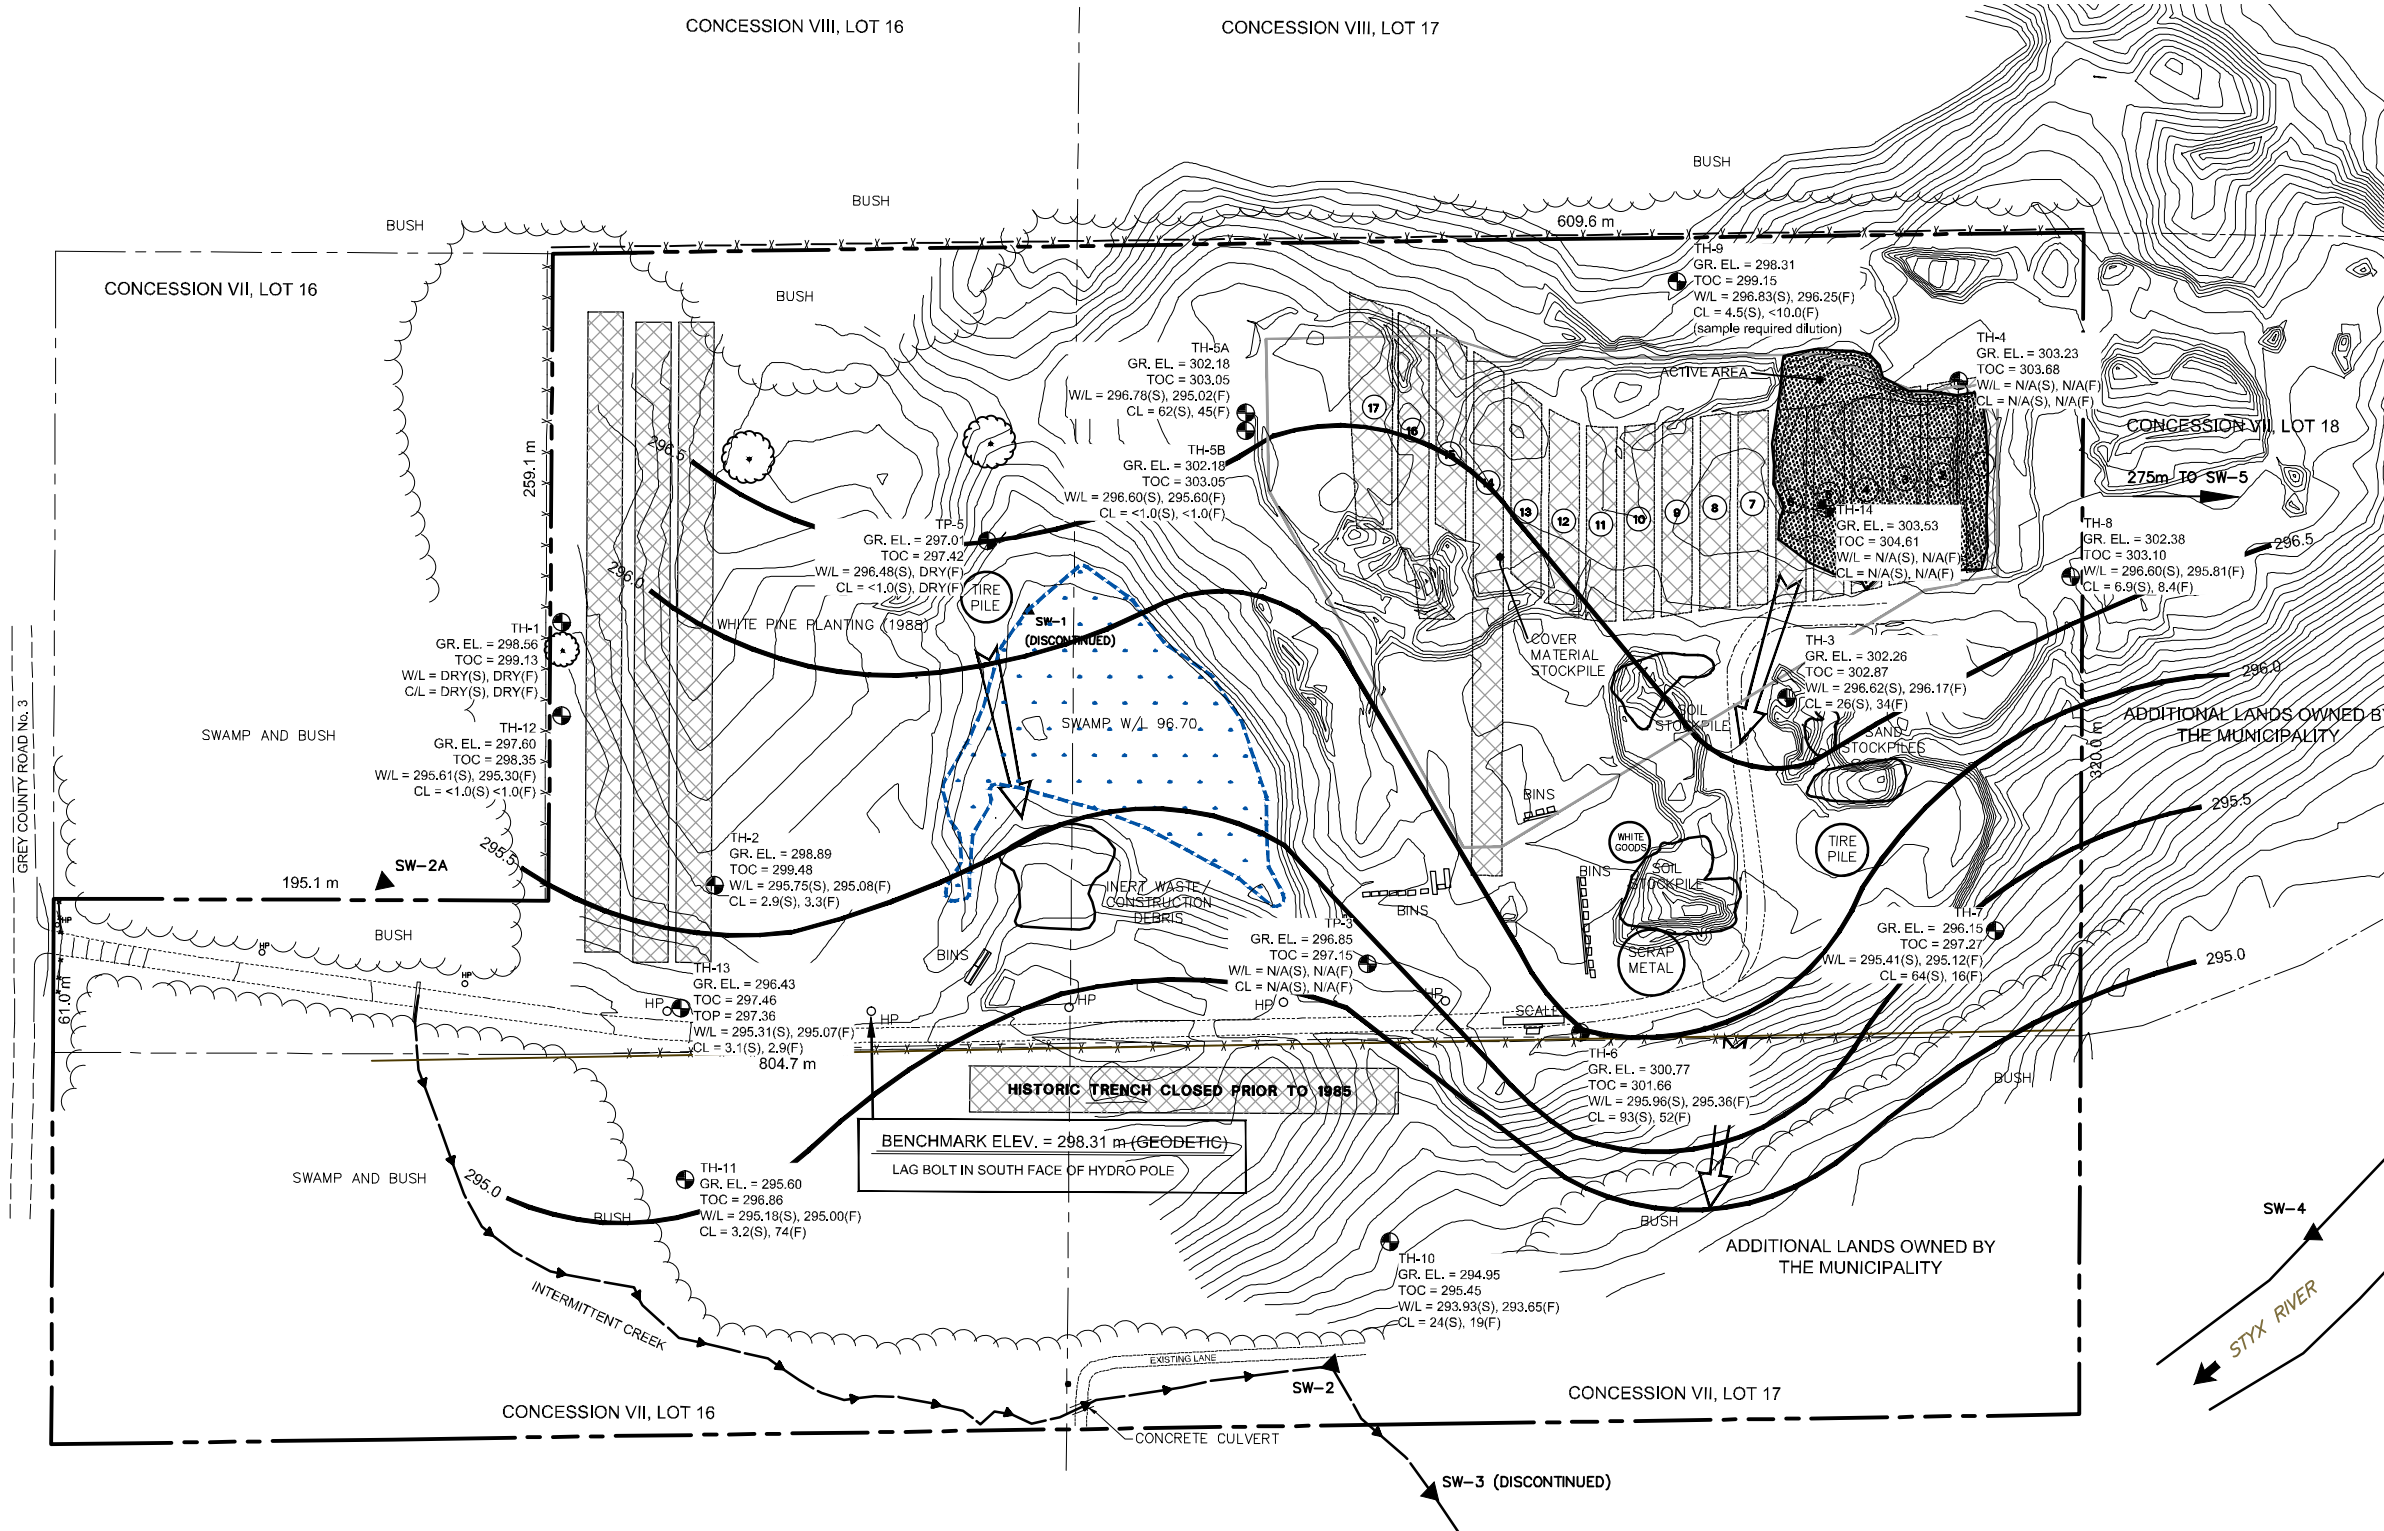 CONCESSION VIII, LOT 16
CONCESSION VIII, LOT 17
BUSH
BUSH
BUSH
609.6 m
CONCESSION VII, LOT 16
BUSH
TH-9
GR. EL. = 298.31
TOC = 299.15
W/L = 296.83(S), 296.25(F)
CL = 4.5(S), <10.0(F)
(sample required dilution)
TH-4
GR. EL. = 303.23
TOC = 303.68
W/L = N/A(S), N/A(F)
CL = N/A(S), N/A(F)
TH-5A
GR. EL. = 302.18
TOC = 303.05
W/L = 296.78(S), 295.02(F)
CL = 62(S), 45(F)
ACTIVE AREA
CONCESSION VII, LOT 18
275m TO SW-5
TH-5B
GR. EL. = 302.18
TOC = 303.05
W/L = 296.60(S), 295.60(F)
CL = <1.0(S), <1.0(F)
17
16
15
14
13
12
11
10
9
8
7
296.5
259.1 m
TP-5
GR. EL. = 297.01
TOC = 297.42
W/L = 296.48(S), DRY(F)
CL = <1.0(S), DRY(F)
TIRE
PILE
TH-14
GR. EL. = 303.53
TOC = 304.61
W/L = N/A(S), N/A(F)
CL = N/A(S), N/A(F)
TH-8
GR. EL. = 302.38
TOC = 303.10
W/L = 296.60(S), 295.81(F)
CL = 6.9(S), 8.4(F)
296.5
296.0
WHITE PINE PLANTING (1988)
SW-1
(DISCONTINUED)
TH-1
GR. EL. = 298.56
TOC = 299.13
W/L = DRY(S), DRY(F)
C/L = DRY(S), DRY(F)
COVER
MATERIAL
STOCKPILE
TH-3
GR. EL. = 302.26
TOC = 302.87
W/L = 296.62(S), 296.17(F)
CL = 26(S), 34(F)
296.0
ADDITIONAL LANDS OWNED BY
THE MUNICIPALITY
320.0 m
SWAMP AND BUSH
SWAMP W/L 96.70
SOIL
STOCKPILE
SAND
STOCKPILES
TH-12
GR. EL. = 297.60
TOC = 298.35
W/L = 295.61(S), 295.30(F)
CL = <1.0(S) <1.0(F)
GREY COUNTY ROAD No. 3
BINS
295.5
WHITE
GOODS
TIRE
PILE
TH-2
GR. EL. = 298.89
TOC = 299.48
W/L = 295.75(S), 295.08(F)
CL = 2.9(S), 3.3(F)
295.5
SW-2A
195.1 m
INERT WASTE/
CONSTRUCTION
DEBRIS
BINS
BINS
SOIL
STOCKPILE
SCRAP
METAL
HP
BUSH
HP
HP
BINS
TP-3
GR. EL. = 296.85
TOC = 297.15
W/L = N/A(S), N/A(F)
CL = N/A(S), N/A(F)
TH-7
GR. EL. = 296.15
TOC = 297.27
W/L = 295.41(S), 295.12(F)
CL = 64(S), 16(F)
295.0
61.0 m
TH-13
GR. EL. = 296.43
TOC = 297.46
TOP = 297.36
W/L = 295.31(S), 295.07(F)
CL = 3.1(S), 2.9(F)
HP
HP
HP
HP
HP
SCALE
804.7 m
TH-6
GR. EL. = 300.77
TOC = 301.66
W/L = 295.96(S), 295.36(F)
CL = 93(S), 52(F)
BUSH
HISTORIC TRENCH CLOSED PRIOR TO 1985
BENCHMARK ELEV. = 298.31 m (GEODETIC)
LAG BOLT IN SOUTH FACE OF HYDRO POLE
SWAMP AND BUSH
295.0
BUSH
TH-11
GR. EL. = 295.60
TOC = 296.86
W/L = 295.18(S), 295.00(F)
CL = 3.2(S), 74(F)
BUSH
ADDITIONAL LANDS OWNED BY
THE MUNICIPALITY
SW-4
TH-10
GR. EL. = 294.95
TOC = 295.45
W/L = 293.93(S), 293.65(F)
CL = 24(S), 19(F)
INTERMITTENT CREEK
STYX RIVER
EXISTING LANE
SW-2
CONCESSION VII, LOT 16
CONCESSION VII, LOT 17
CONCRETE CULVERT
SW-3 (DISCONTINUED)